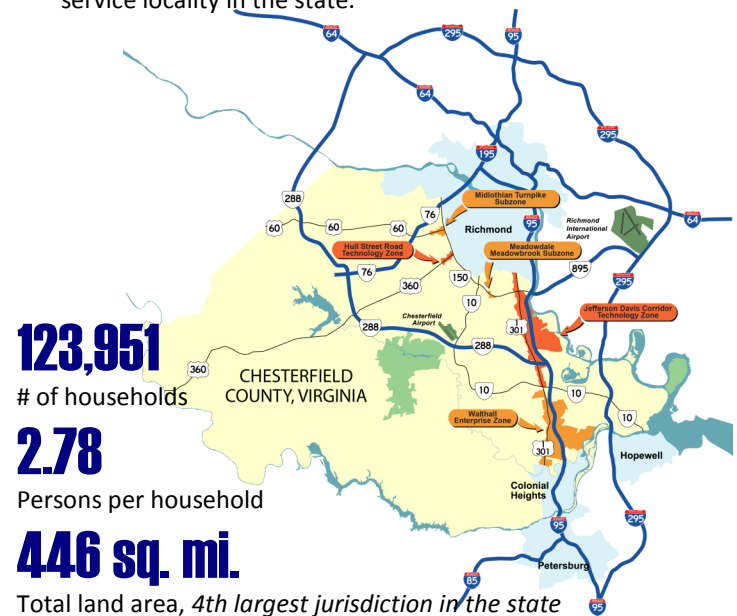 service locality in the state.
64
295
95
64
295
195
288
Midlothian Turnpike
Subzone
76
60
60
60
Richmond
95
Richmond
International
Airport
64
Hull Street Road
Technology Zone
Meadowdale
Meadowbrook Subzone
895
76
150
295
360
10
Jefferson Davis Corridor
Technology Zone
Chesterfield
Airport
301
288
288
123,951
# of households
360
CHESTERFIELD
COUNTY, VIRGINIA
10
10
10
Walthall
Enterprise Zone
2.78
Persons per household
301
Hopewell
Colonial
Heights
446 sq. mi.
95
295
Petersburg
85
95
Total land area, 4th largest jurisdiction in the state